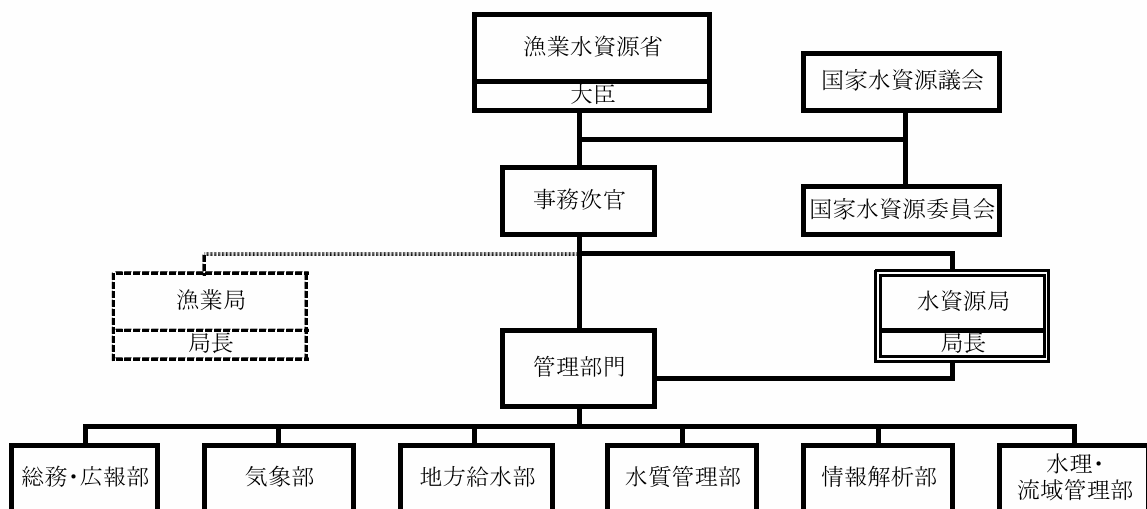 漁業水資源省
大臣
国家水資源議会
事務次官
国家水資源委員会
漁業局
局長
水資源局
局長
管理部門
総務・広報部
気象部
地方給水部
水質管理部
情報解析部
水理・
流域管理部